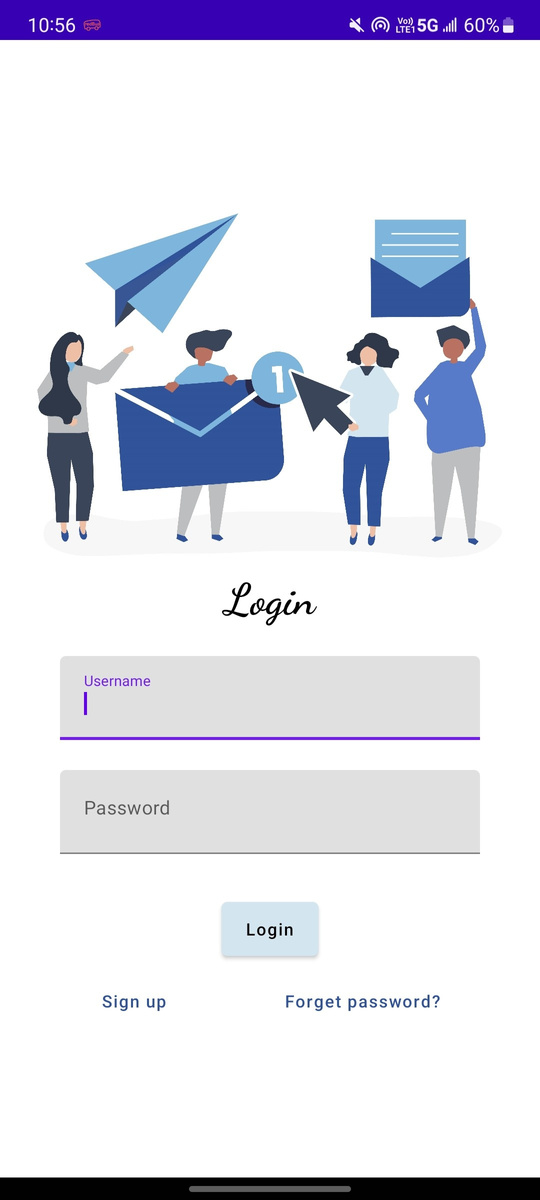 10:56 Vo) LTE1 5G 60%
1
Login
Username
Password
Login
Sign up Forget password?